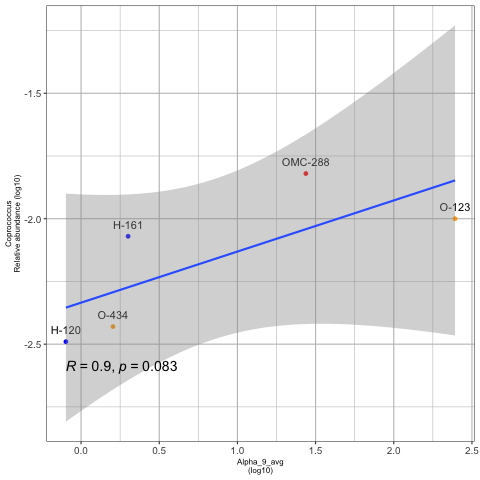 Coprococcus
Relative abundance (log10)
-1.5
-2.0
-2.5
OMC-288
O-123
H-161
O-434
H-120
R = 0.9, p = 0.083
0.0 0.5 1.0 1.5 2.0 2.5
Alpha_9_avg
(log10)